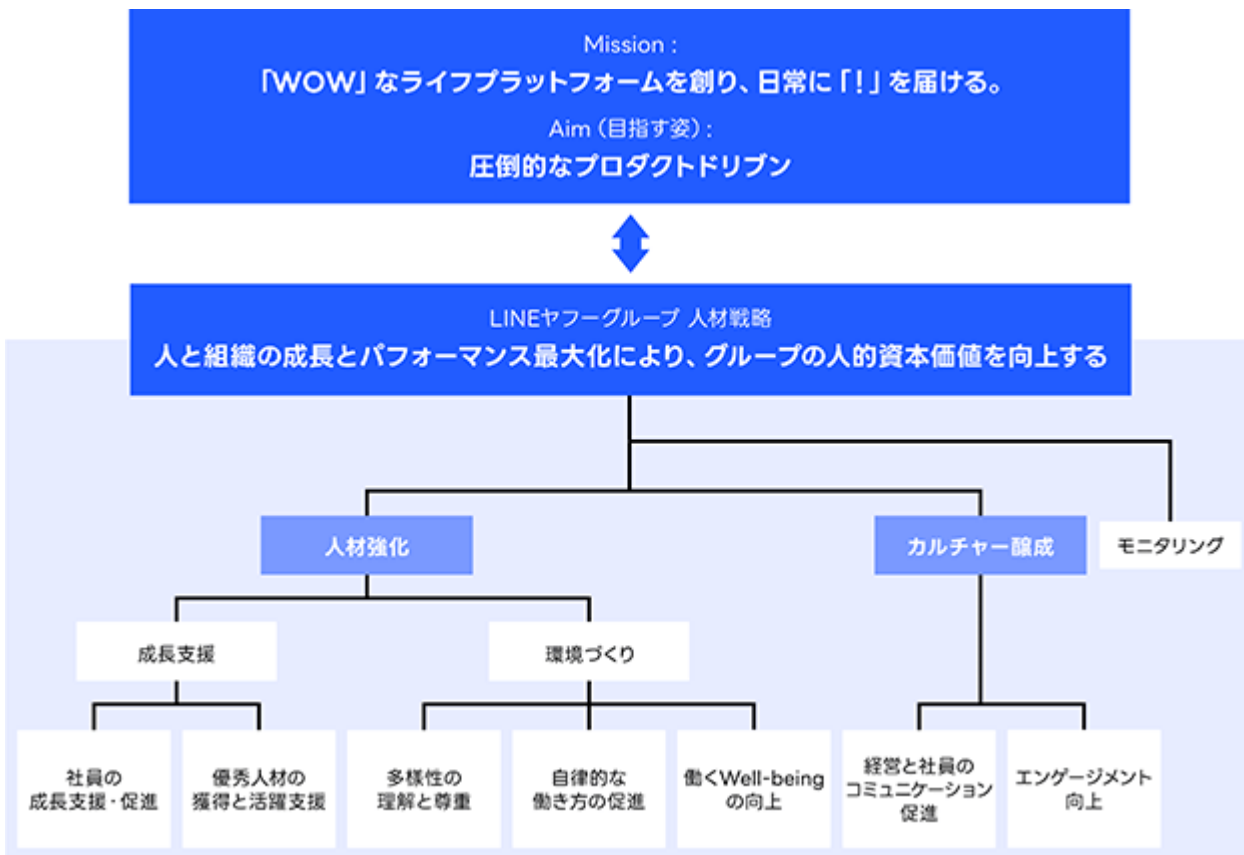 Mission :
「WOW」なライフプラットフォームを創り、日常に「！」を届ける。
Aim（目指す姿）:
圧倒的なプロダクトドリブン
LINEヤフーグループ 人材戦略
人と組織の成長とパフォーマンス最大化により、グループの人的資本価値を向上する
人材強化
カルチャー醸成
モニタリング
成長支援
環境づくり
社員の
成長支援・促進
優秀人材の
獲得と活躍支援
多様性の
理解と尊重
自律的な
働き方の促進
働くWell-being
の向上
経営と社員の
コミュニケーション
促進
エンゲージメント
向上